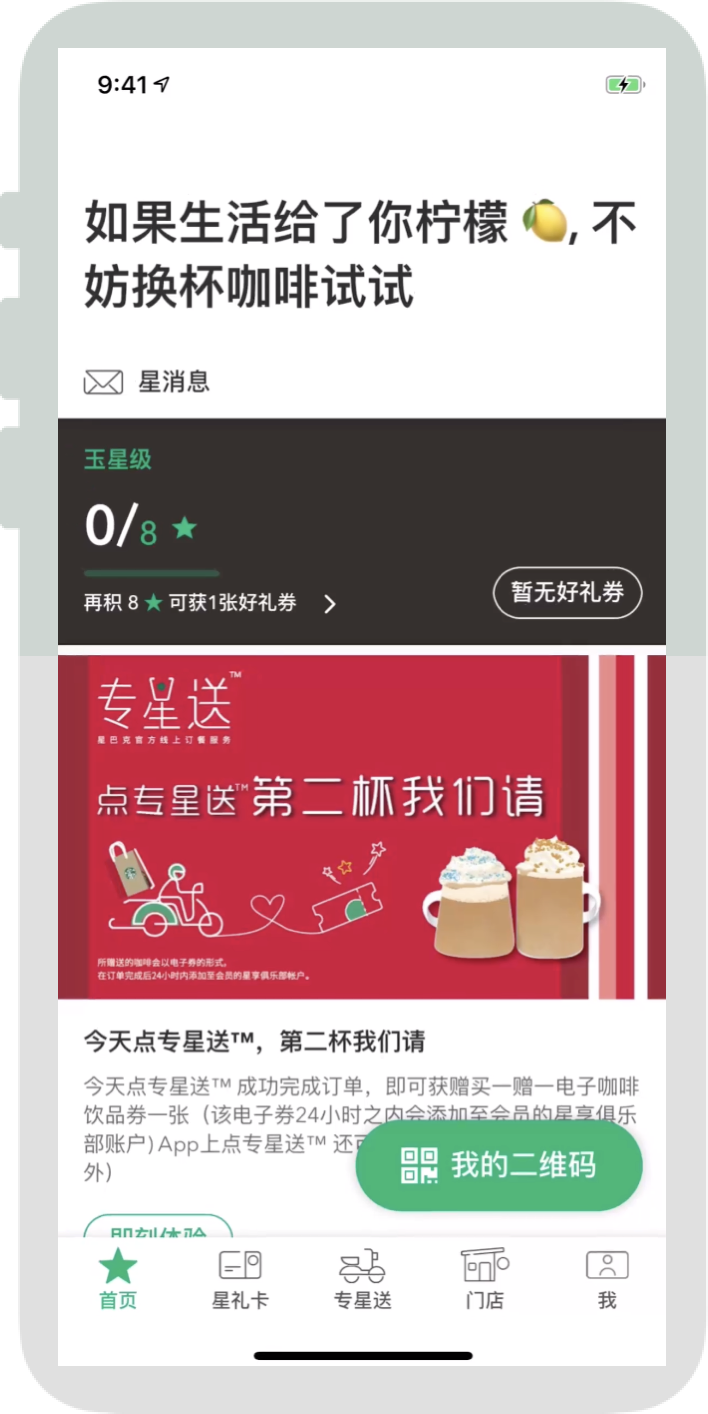 9:41
如果生活给了你柠檬 🍋, 不
妨换杯咖啡试试
星消息
玉星级
0/8 ★
再积 8 ★ 可获1张好礼券
暂无好礼券
专星送™
星巴克官方线上订餐服务
点专星送™第二杯我们请
所赠送的咖啡会以电子券的形式,
在订单完成后24小时内添加至会员的星享俱乐部帐户。
今天点专星送™，第二杯我们请
今天点专星送™ 成功完成订单，即可获赠买一赠一电子咖啡
饮品券一张（该电子券24小时之内会添加至会员的星享俱乐
部账户) App上点专星送™ 还
外）
我的二维码
即刻体验
首页
星礼卡
专星送
门店
我